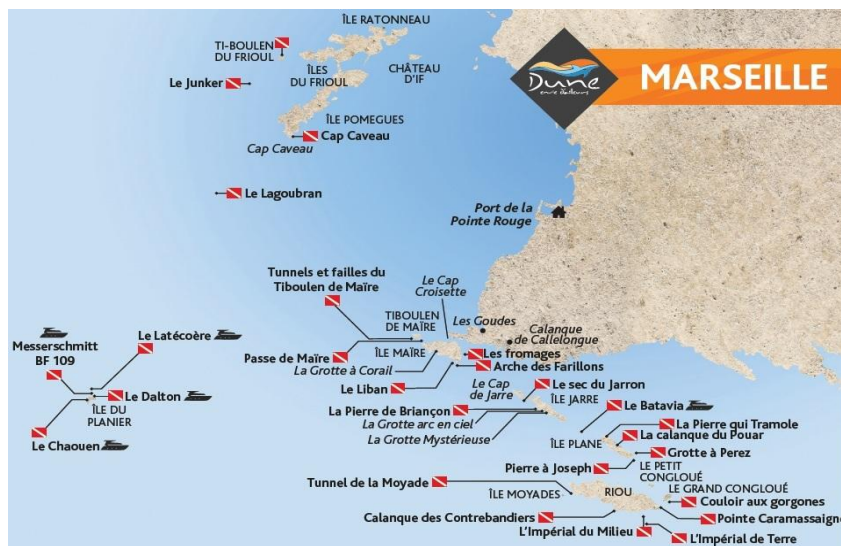 ÎLE RATONNEAU
TI-BOULEN
DU FRIOUL
ÎLES
DU FRIOUL
CHÂTEAU
D'IF
Le Junker
ÎLE POMEGUES
Cap Caveau
Cap Caveau
Dune
MARSEILLE
Le Lagoubran
Port de la
Pointe Rouge
Tunnels et failles du
Tiboulen de Maïre
Le Cap
Croisette
TIBOULEN
DE MAÏRE
Les Goudes
Calanque
de Callelongue
Messerschmitt
BF 109
Le Latécoère
Passe de Maïre
ÎLE MAÏRE
La Grotte à Corail
Les fromages
Arche des Farillons
Le Liban
Le Dalton
ÎLE DU
PLANIER
Le Chaouen
Le Cap
de Jarre
Le sec du Jarron
ÎLE JARRE
La Pierre de Briançon
La Grotte arc en ciel
La Grotte Mystérieuse
Le Batavia
La Pierre qui Tramole
La calanque du Pouar
ÎLE PLANE
Grotte à Perez
Pierre à Joseph
LE PETIT
CONGLOUÉ
Tunnel de la Moyade
ÎLE MOYADES
RIOU
LE GRAND CONGLOUÉ
Couloir aux gorgones
Calanque des Contrebandiers
Pointe Caramassaigne
L'Impérial du Milieu
L'Impérial de Terre